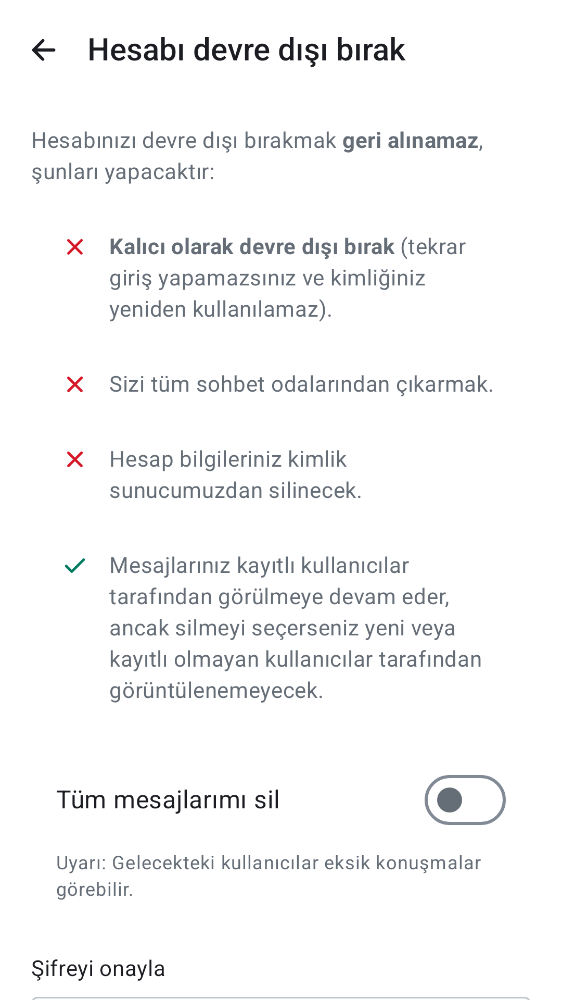 Hesabı devre dışı bırak
Hesabınızı devre dışı bırakmak geri alınamaz,
şunları yapacaktır:
Kalıcı olarak devre dışı bırak (tekrar
giriş yapamazsınız ve kimliğiniz
yeniden kullanılamaz).
Sizi tüm sohbet odalarından çıkarmak.
Hesap bilgileriniz kimlik
sunucumuzdan silinecek.
Mesajlarınız kayıtlı kullanıcılar
tarafından görülmeye devam eder,
ancak silmeyi seçerseniz yeni veya
kayıtlı olmayan kullanıcılar tarafından
görüntülenemeyecek.
Tüm mesajlarımı sil
Uyarı: Gelecekteki kullanıcılar eksik konuşmalar
görebilir.
Şifreyi onayla